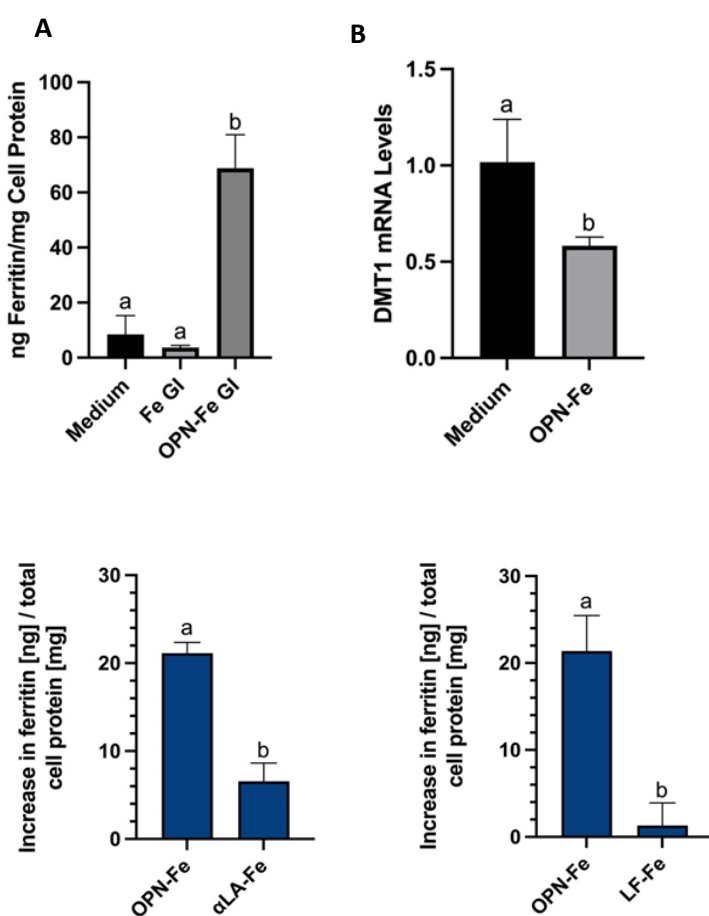 A
ng Ferritin/mg Cell Protein
100
80
60
40
20
0
a
a
b
Medium
Fe GI
OPN-Fe GI
B
DMT1 mRNA Levels
1.5
1.0
0.5
0.0
a
b
Medium
OPN-Fe
Increase in ferritin [ng] / total
cell protein [mg]
30
20
10
0
a
b
OPN-Fe
αLA-Fe
Increase in ferritin [ng] / total
cell protein [mg]
30
20
10
0
a
b
OPN-Fe
LF-Fe